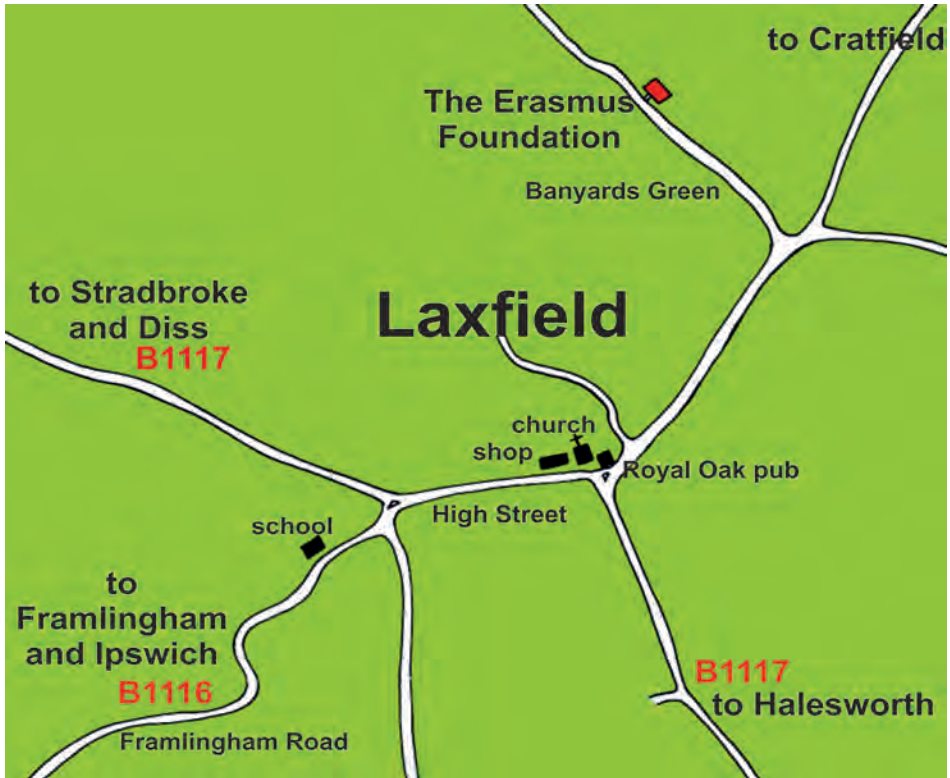 to Cratfield
The Erasmus
Foundation
Banyards Green
to Stradbroke
and Diss
B1117
Laxfield
church
shop
Royal Oak pub
High Street
school
to
Framlingham
and Ipswich
B1116
Framlingham Road
B1117
to Halesworth